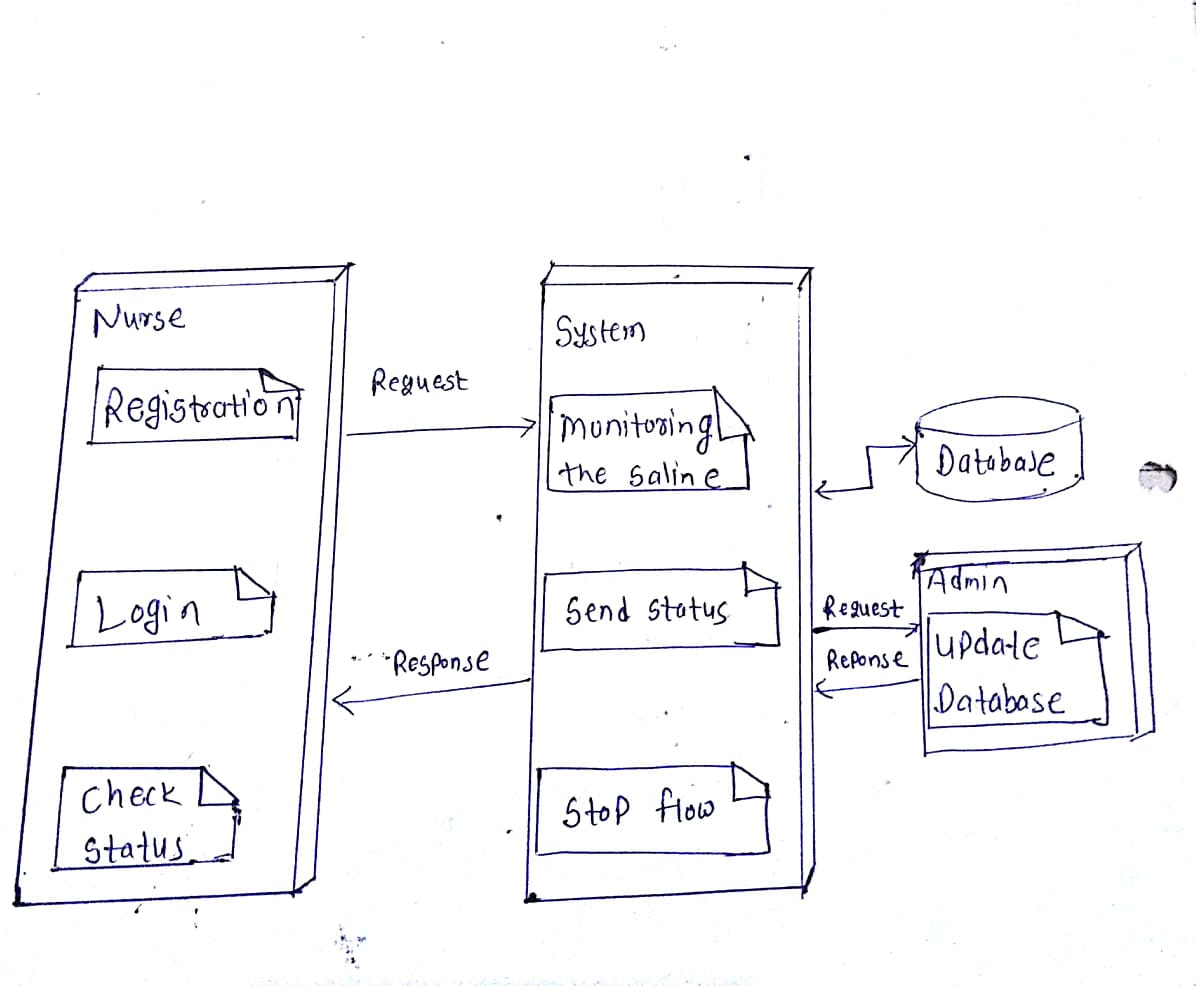 Nurse
Registration
Login
Check
Status
Request
Response
System
monitoring
the saline
Send status
Stop flow
Database
Request
Reponse
Admin
update
Database